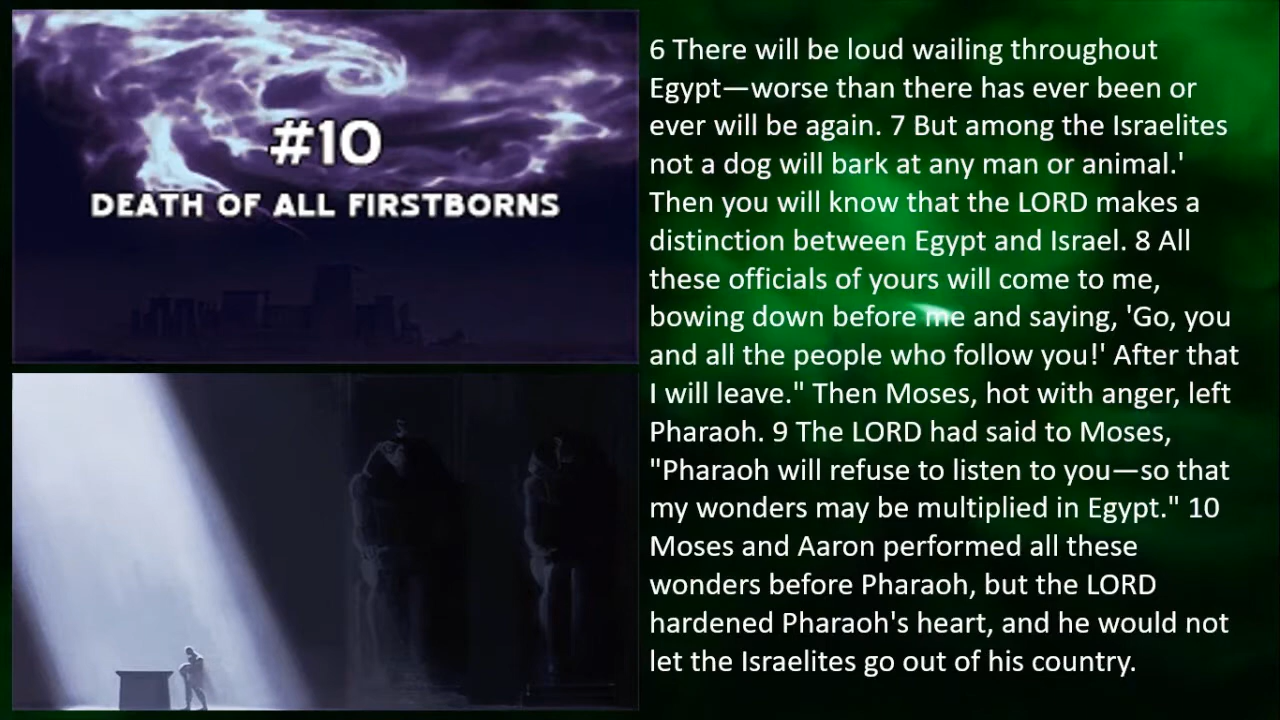 #10
DEATH OF ALL FIRSTBORNS
6 There will be loud wailing throughout
Egypt—worse than there has ever been or
ever will be again. 7 But among the Israelites
not a dog will bark at any man or animal.'
Then you will know that the LORD makes a
distinction between Egypt and Israel. 8 All
these officials of yours will come to me,
bowing down before me and saying, 'Go, you
and all the people who follow you!' After that
I will leave." Then Moses, hot with anger, left
Pharaoh. 9 The LORD had said to Moses,
"Pharaoh will refuse to listen to you—so that
my wonders may be multiplied in Egypt." 10
Moses and Aaron performed all these
wonders before Pharaoh, but the LORD
hardened Pharaoh's heart, and he would not
let the Israelites go out of his country.